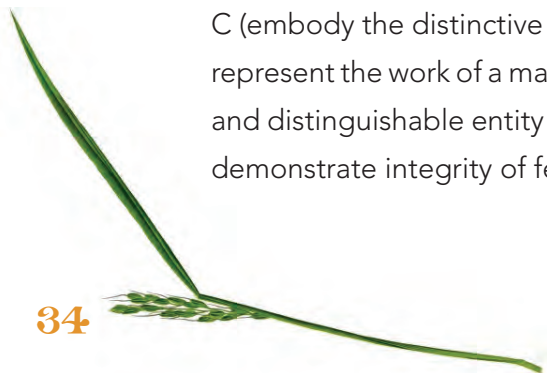 C (embody the distinctive
represent the work of a ma
and distinguishable entity
demonstrate integrity of fe
34